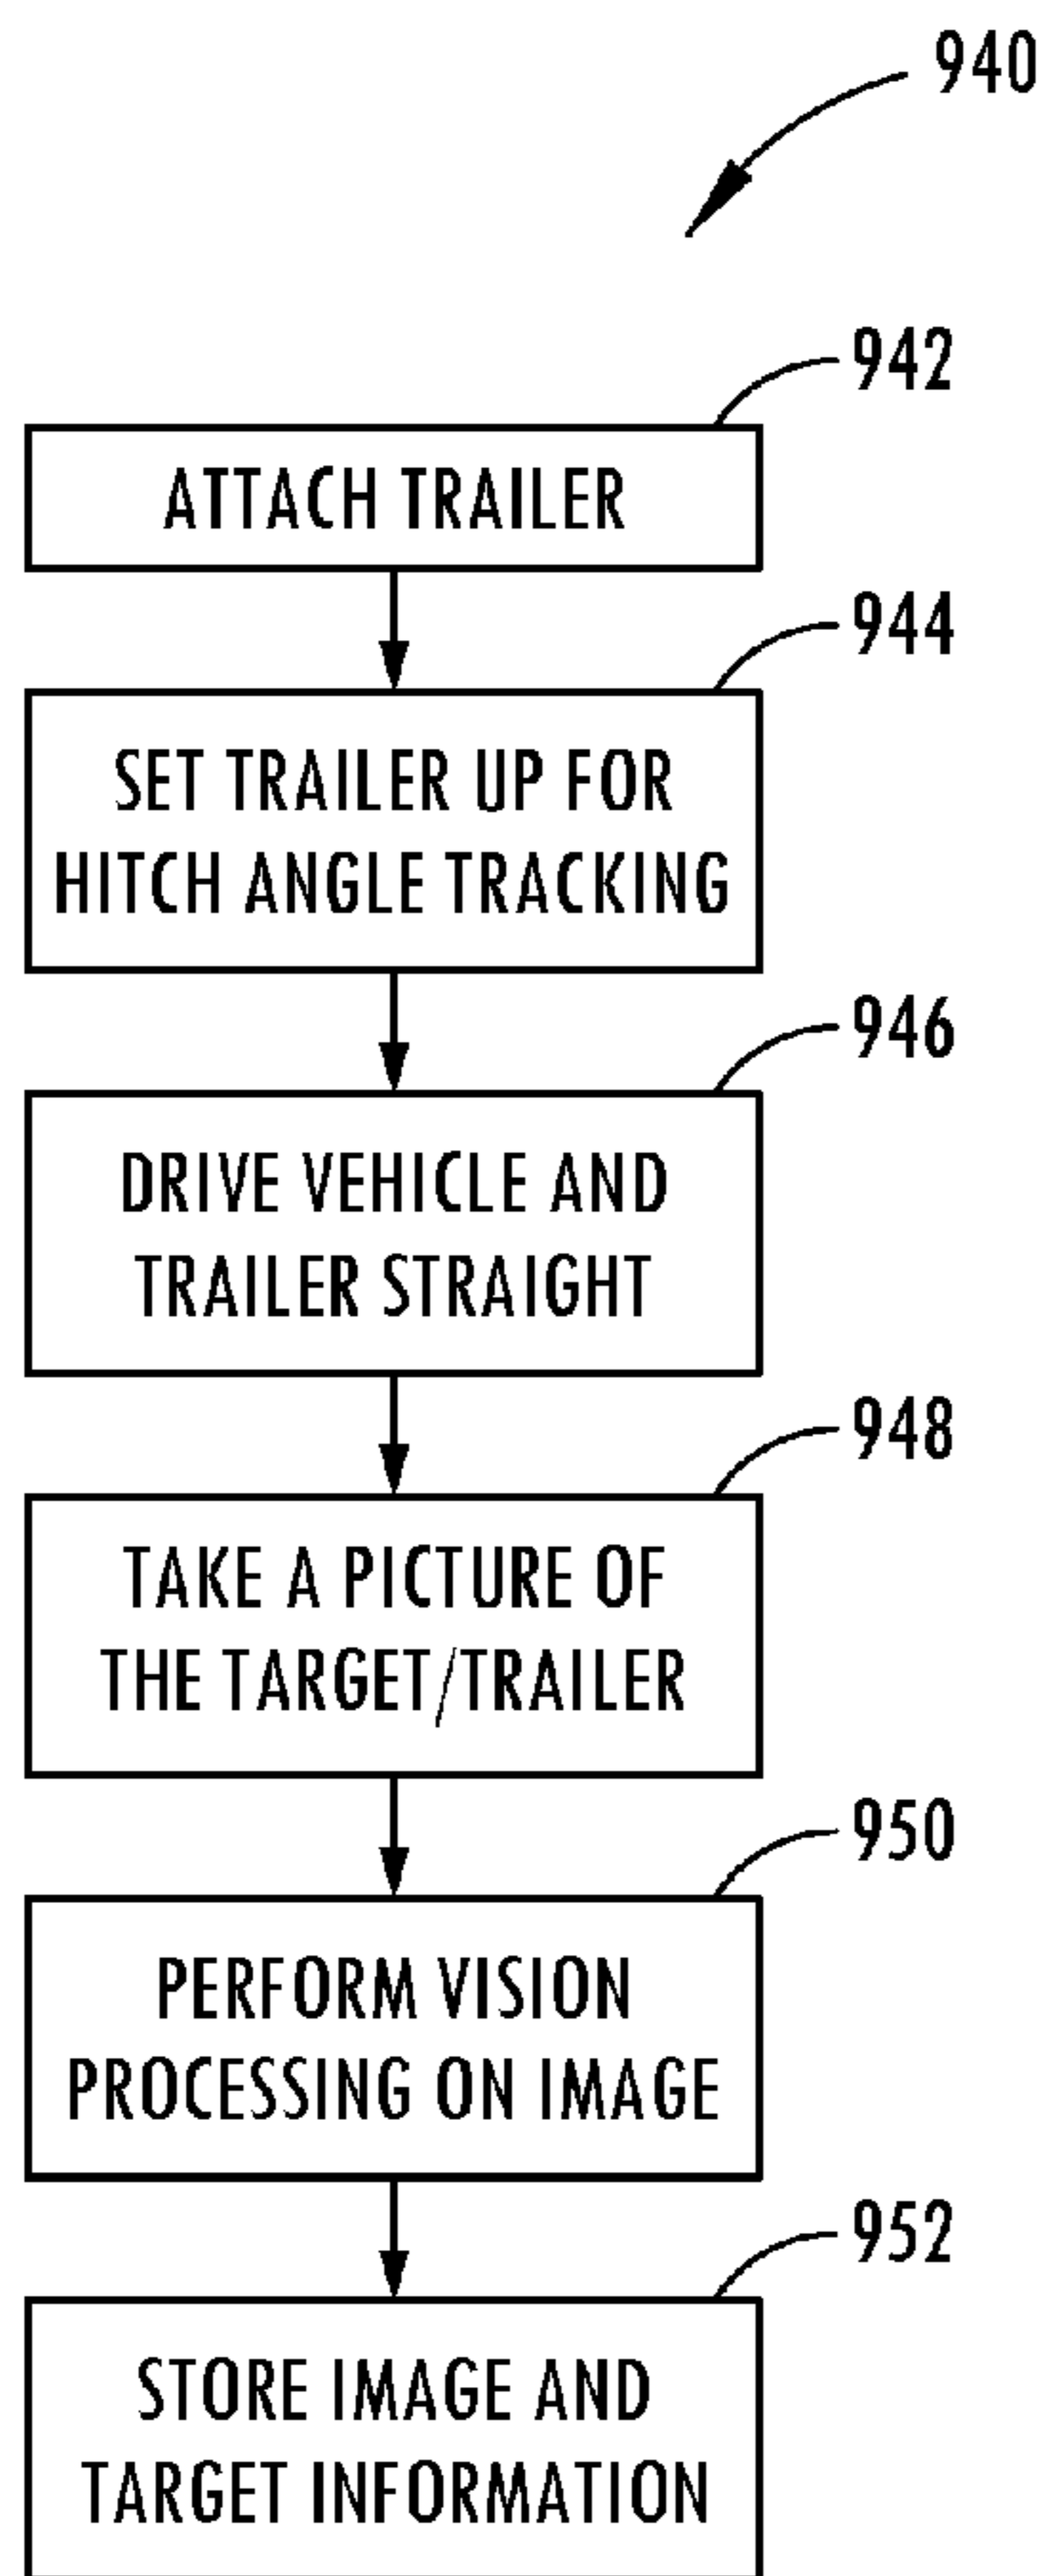 940
942
ATTACH TRAILER
944
SET TRAILER UP FOR
HITCH ANGLE TRACKING
946
DRIVE VEHICLE AND
TRAILER STRAIGHT
948
TAKE A PICTURE OF
THE TARGET/TRAILER
950
PERFORM VISION
PROCESSING ON IMAGE
952
STORE IMAGE AND
TARGET INFORMATION